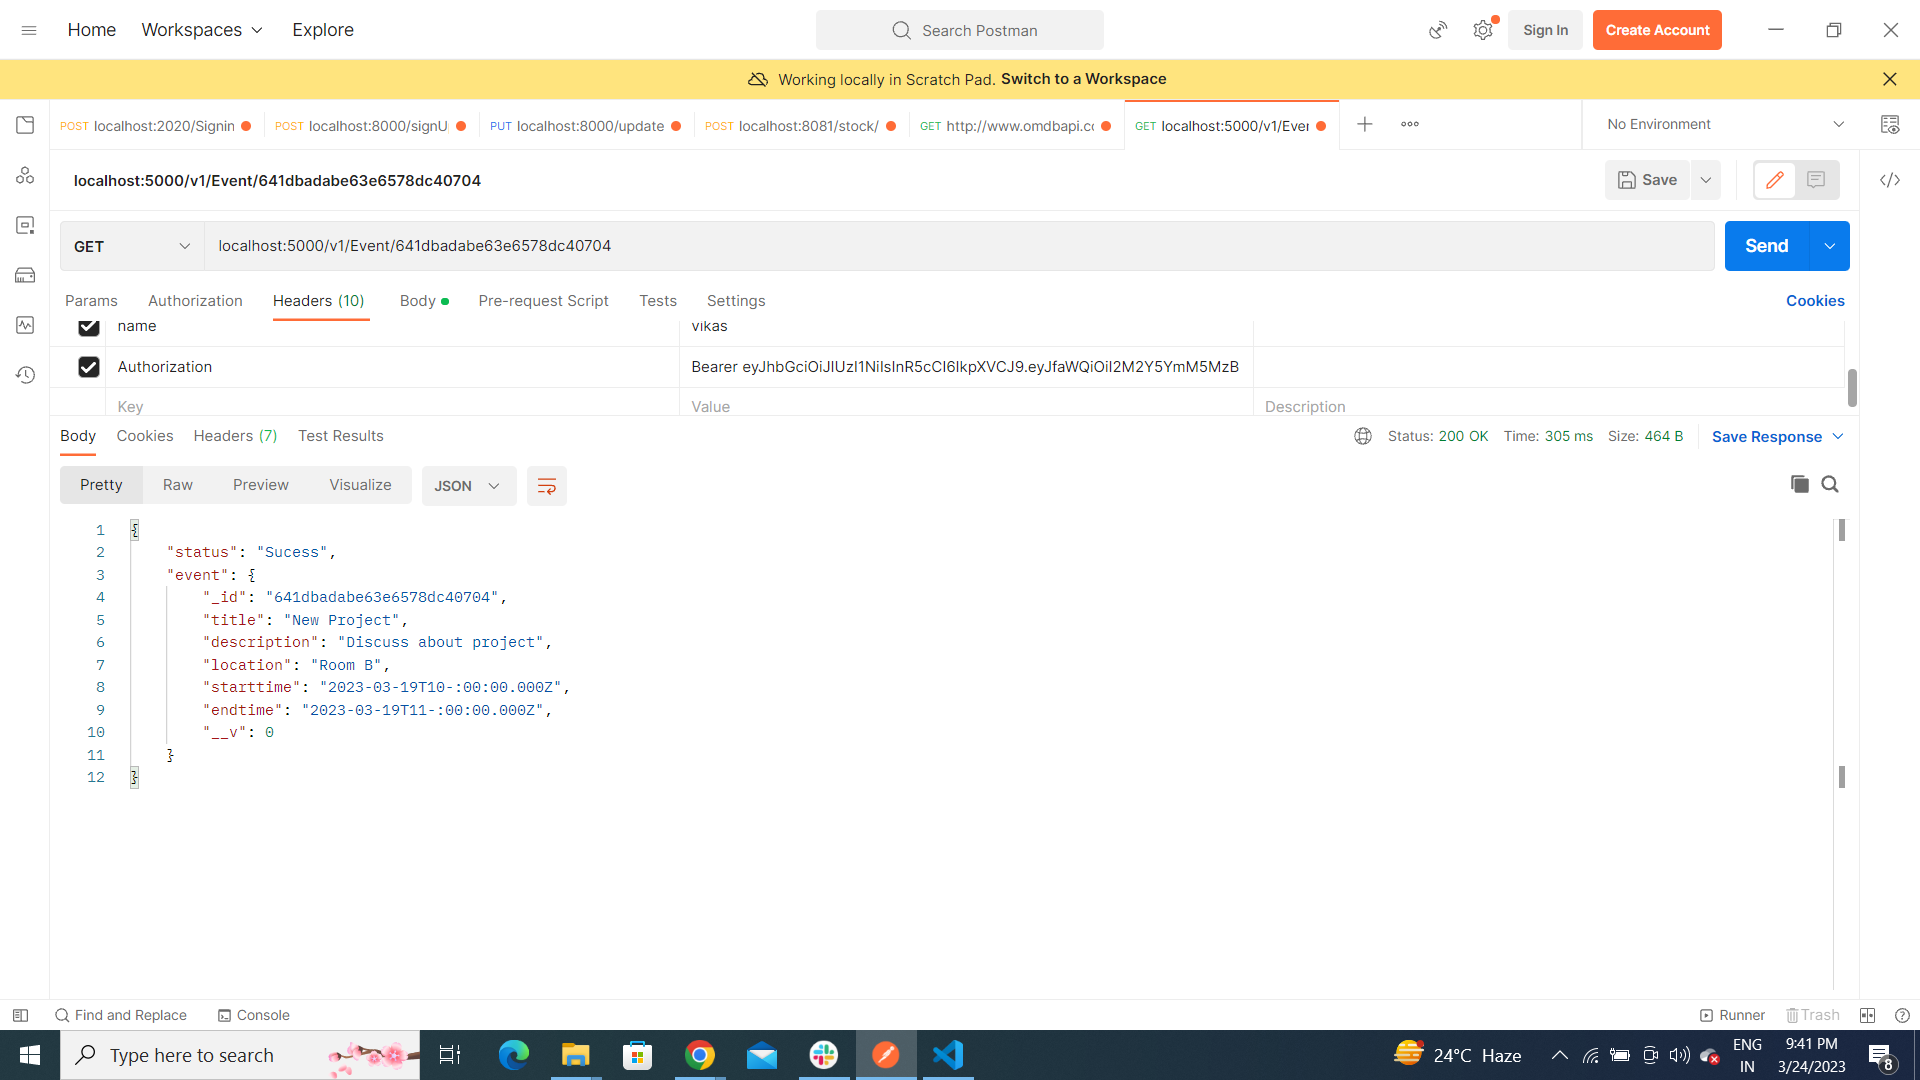 Home Workspaces Explore Search Postman Sign In Create Account
Working locally in Scratch Pad. Switch to a Workspace
POST localhost:2020/Signin POST localhost:8000/signU PUT localhost:8000/update POST localhost:8081/stock/ GET http://www.omdbapi.cc GET localhost:5000/v1/Ever No Environment
localhost:5000/v1/Event/641dbadabe63e6578dc40704 Save
GET localhost:5000/v1/Event/641dbadabe63e6578dc40704 Send
Params Authorization Headers (10) Body Pre-request Script Tests Settings Cookies
name vikas
Authorization Bearer eyJhbGciOiJIUzI1NiIsInR5cCI6IkpXVCJ9.eyJfaWQiOiI2M2Y5YmM5MzB
Key Value Description
Body Cookies Headers (7) Test Results Status: 200 OK Time: 305 ms Size: 464 B Save Response
Pretty Raw Preview Visualize JSON
1 {
2 "status": "Sucess",
3 "event": {
4 "_id": "641dbadabe63e6578dc40704",
5 "title": "New Project",
6 "description": "Discuss about project",
7 "location": "Room B",
8 "starttime": "2023-03-19T10-:00:00.000Z",
9 "endtime": "2023-03-19T11-:00:00.000Z",
10 "__v": 0
11 }
12 }
Find and Replace Console Runner Trash
Type here to search 24°C Haze ENG IN 9:41 PM 3/24/2023 8